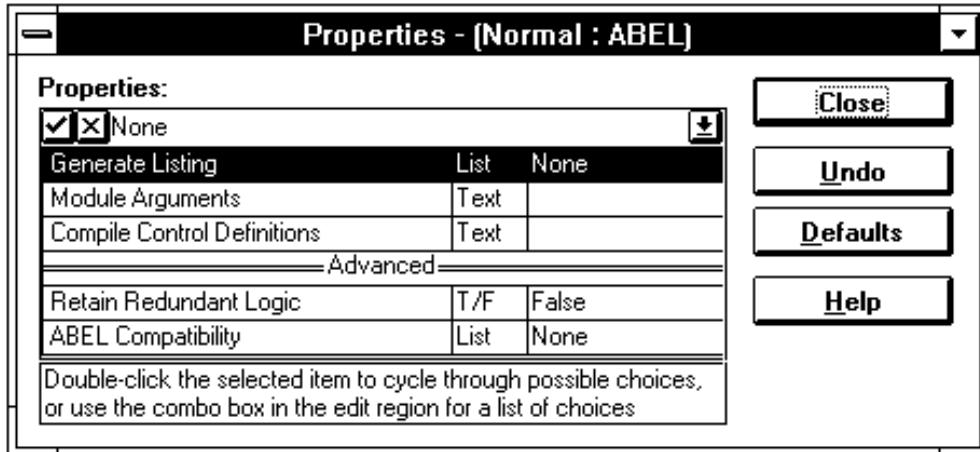 Properties - (Normal : ABEL)
Properties:
None
Generate Listing List None
Module Arguments Text
Compile Control Definitions Text
Advanced
Retain Redundant Logic T/F False
ABEL Compatibility List None
Double-click the selected item to cycle through possible choices,
or use the combo box in the edit region for a list of choices
Close
Undo
Defaults
Help